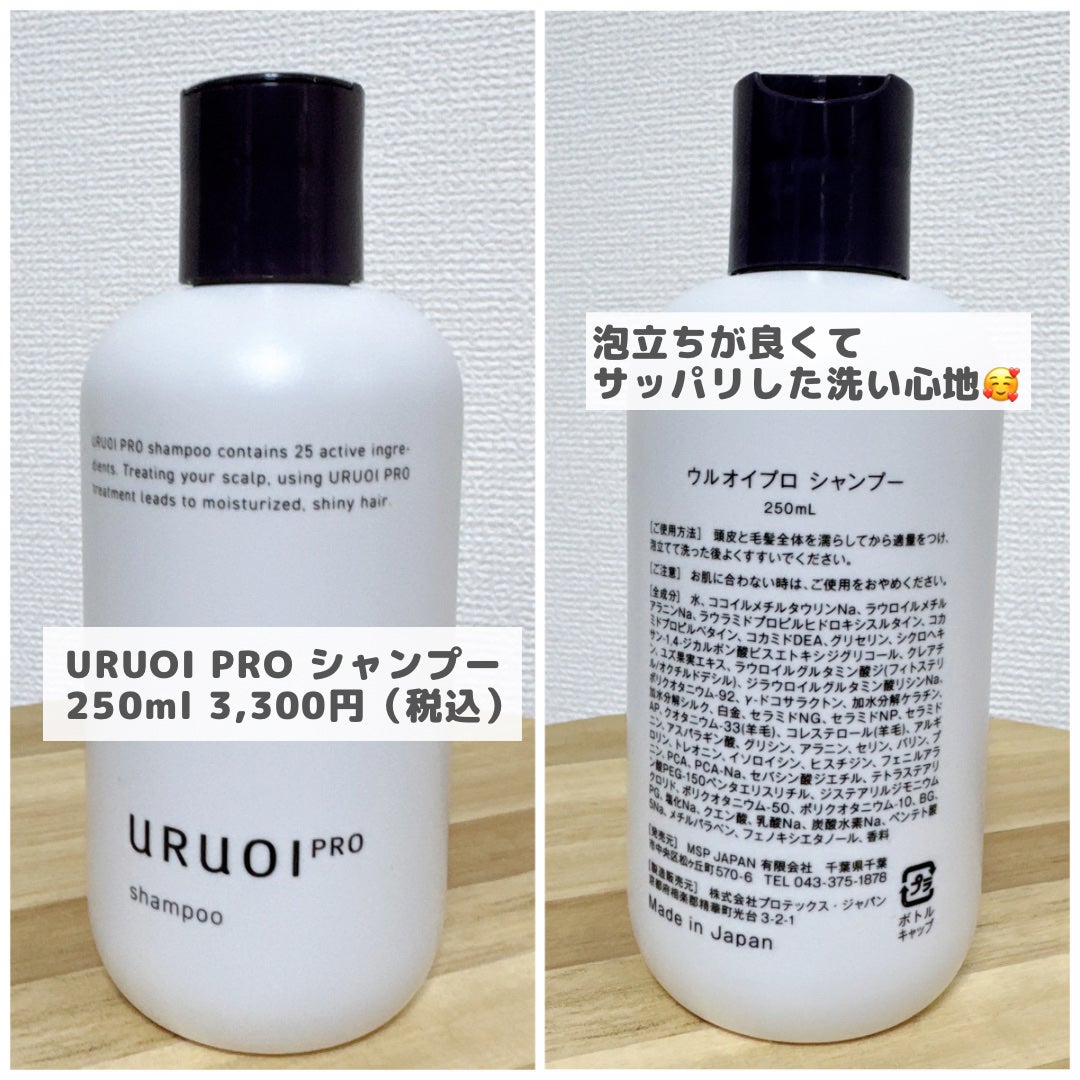 URUOI PRO shampoo contains 25 active ingre-
dients. Treating your scalp, using URUOI PRO
treatment leads to moisturized, shiny hair.
URUOI PRO シャンプー
250ml 3,300円（税込）
URUOI PRO
shampoo
泡立ちが良くて
サッパリした洗い心地🥰
ウルオイプロ シャンプー
250mL
[ご使用方法] 頭皮と毛髪全体を濡らしてから適量をつけ、
泡立てて洗った後よくすすいでください。
[ご注意] お肌に合わない時は、ご使用をおやめください。
[全成分] 水、ココイルメチルタウリンNa、ラウロイルメチル
アラニンNa、ラウラミドプロピルヒドロキシスルタイン、コカ
ミドプロピルベタイン、コカミドDEA、グリセリン、シクロヘキ
サン-1,4-ジカルボン酸ビスエトキシジグリコール、クレアチ
ン、ユズ果実エキス、ラウロイルグルタミン酸ジ(フィトステリ
ル/オクチルドデシル)、ジラウロイルグルタミン酸リシンNa、
ポリクオタニウム-92、γ-ドコサラクトン、加水分解ケラチン、
加水分解シルク、白金、セラミドNG、セラミドNP、セラミド
AP、クオタニウム-33(羊毛)、コレステロール(羊毛)、アルギ
ニン、アスパラギン酸、グリシン、アラニン、セリン、バリン、プ
ロリン、トレオニン、イソロイシン、ヒスチジン、フェニルアラ
ニン、PCA、PCA-Na、セバシン酸ジエチル、テトラステアリ
ン酸PEG-150ペンタエリスリチル、ジステアリルジモニウム
クロリド、ポリクオタニウム-50、ポリクオタニウム-10、BG、
PG、塩化Na、クエン酸、乳酸Na、炭酸水素Na、ペンテト酸
5Na、メチルパラベン、フェノキシエタノール、香料
[発売元] MSP JAPAN 有限会社 千葉県千葉
市中央区松ヶ丘町570-6 TEL 043-375-1878
[製造販売元] 株式会社プロテックス・ジャパン
京都府相楽郡精華町光台3-2-1
Made in Japan
プラ
ボトル
キャップ